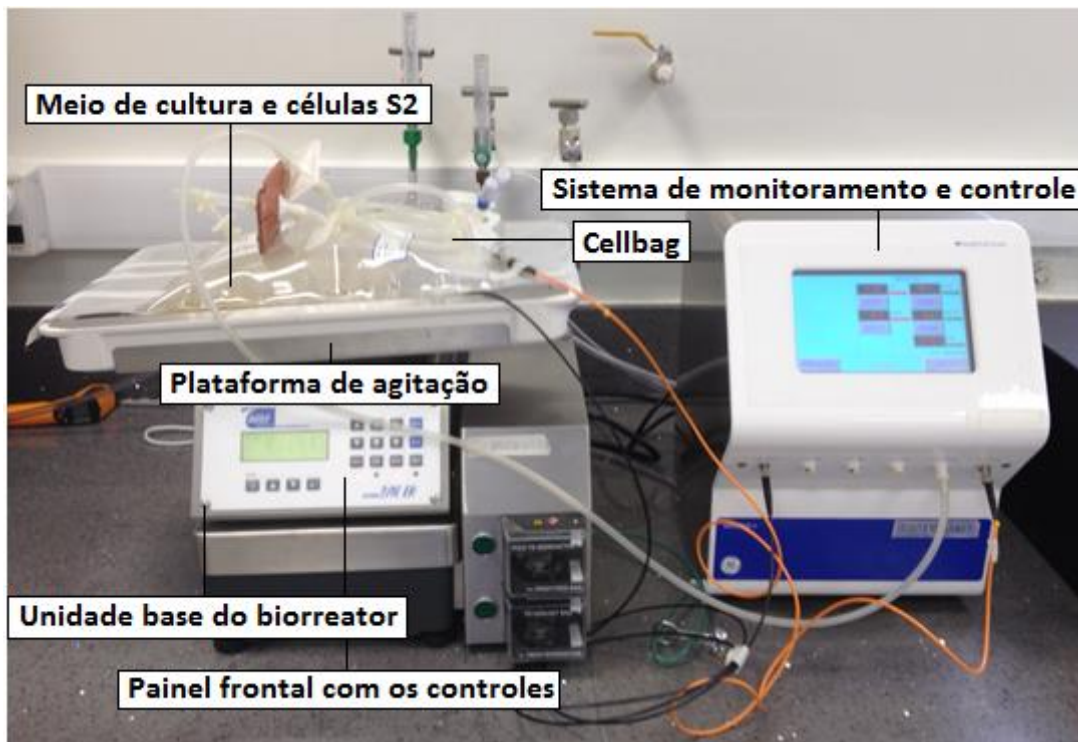 Meio de cultura e células S2
Sistema de monitoramento e controle
Cellbag
Plataforma de agitação
Unidade base do biorreator
Painel frontal com os controles